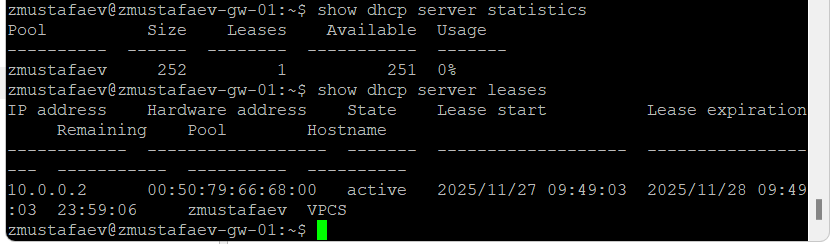 zmustafaev@zmustafaev-gw-01:~$ show dhcp server statistics
Pool          Size    Leases    Available  Usage
----------  ------  --------  -----------  -------
zmustafaev     252         1          251  0%
zmustafaev@zmustafaev-gw-01:~$ show dhcp server leases
IP address    Hardware address    State    Lease start          Lease expiration
     Remaining    Pool        Hostname
------------  ------------------  -------  -------------------  ----------------
---  -----------  ----------  ----------
10.0.0.2      00:50:79:66:68:00   active   2025/11/27 09:49:03  2025/11/28 09:49
:03  23:59:06     zmustafaev  VPCS
zmustafaev@zmustafaev-gw-01:~$